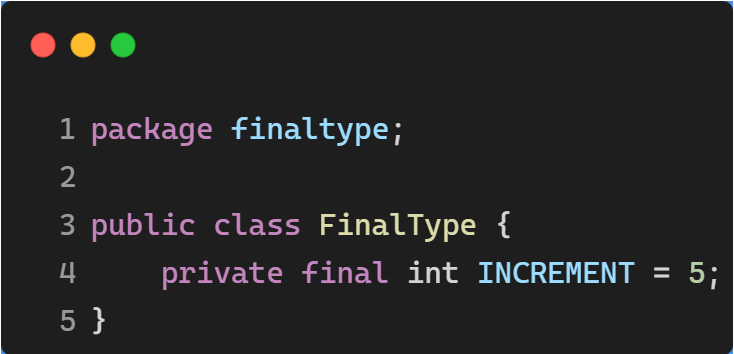 1 package finaltype;
2
3 public class FinalType {
4     private final int INCREMENT = 5;
5 }